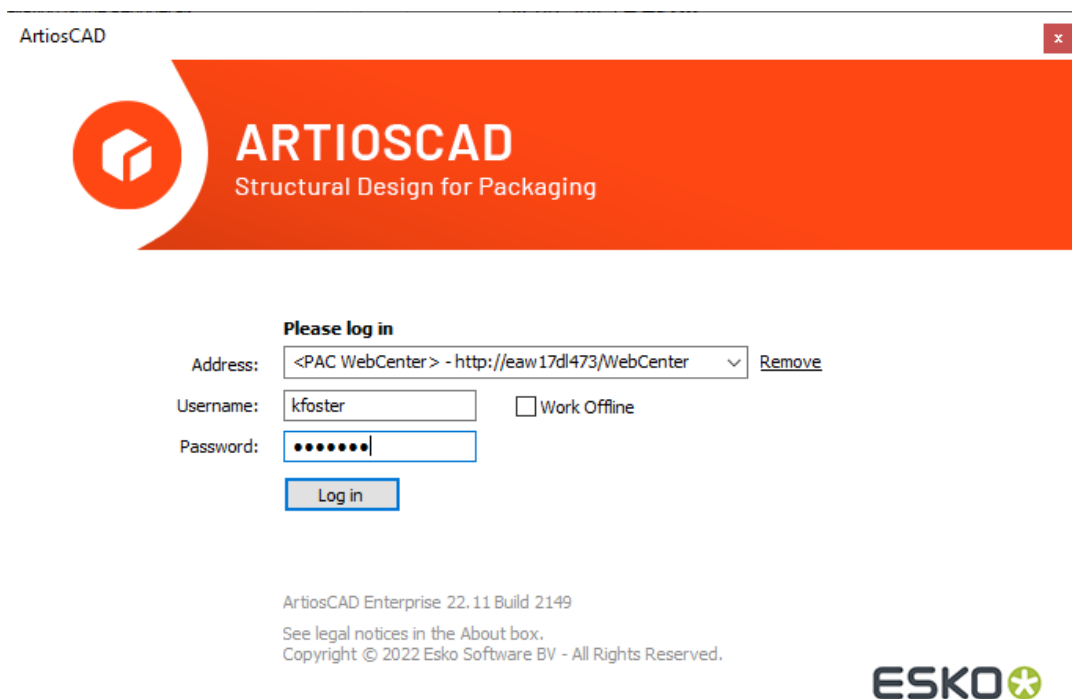 ArtiosCAD
x
ARTIOSCAD
Structural Design for Packaging
Please log in
Address: <PAC WebCenter> - http://eaw17dl473/WebCenter Remove
Username: kfoster Work Offline
Password: •••••••
Log in
ArtiosCAD Enterprise 22.11 Build 2149
See legal notices in the About box.
Copyright © 2022 Esko Software BV - All Rights Reserved.
ESKO